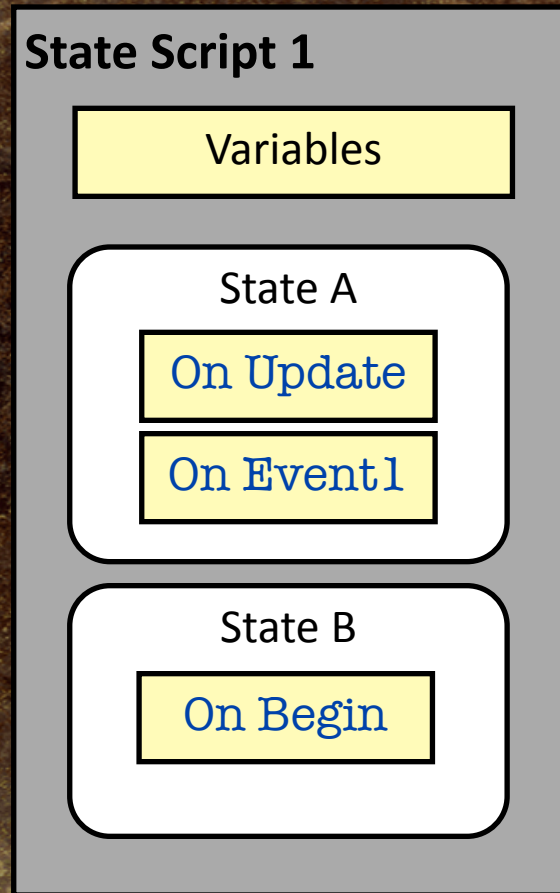 State Script 1
Variables
State A
On Update
On Event1
State B
On Begin